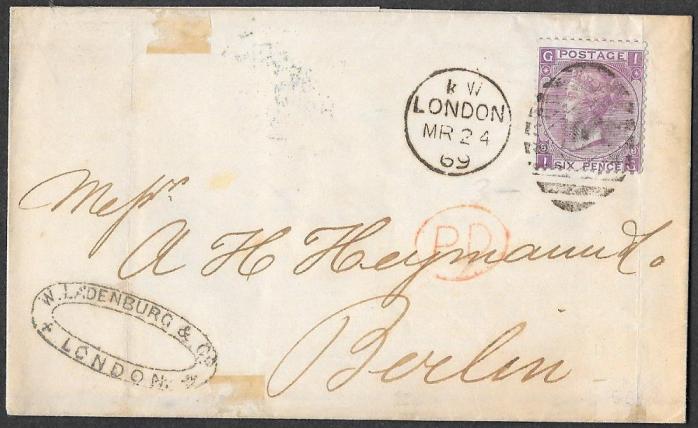 G POSTAGE I
I SIX PENCE G
k W
LONDON
MR 24
69
Messrs
A H Heymann & Co
PD
Berlin
W. LADENBURG & Co
LONDON